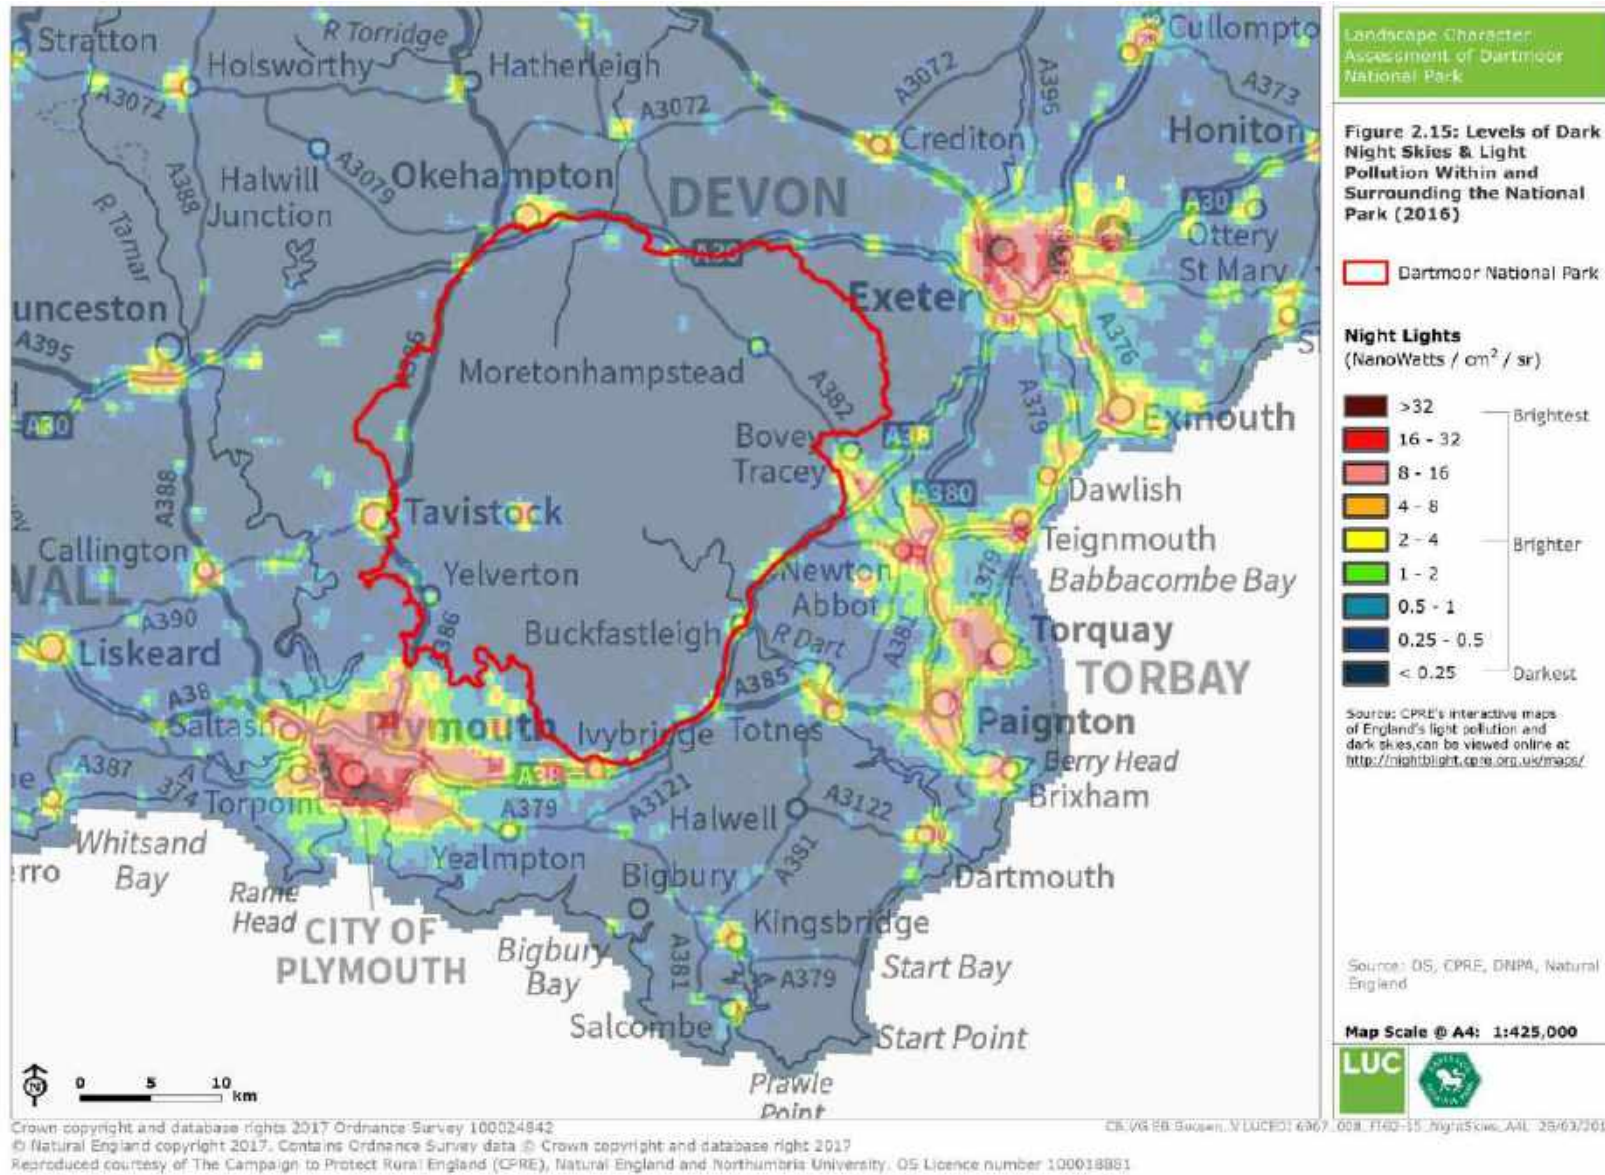 Stratton
R Torridge
Holsworthy
Hatherleigh
Cullompto
A3072
A3072
A3072
A396
A373
Crediton
Honiton
Halwill
Junction
A3079
A388
Okehampton
DEVON
R Tamar
A30
Ottery
St Mary
A30
unceston
Exeter
A395
A386
Moretonhampstead
A382
A376
A379
Exmouth
A30
Bovey
Tracey
A38
A380
Dawlish
A388
Tavistock
Teignmouth
Callington
Babbacombe Bay
WALL
Yelverton
Newton
Abbot
A379
A390
A386
Buckfastleigh
R Dart
A381
Torquay
Liskeard
TORBAY
A38
A385
Saltash
Plymouth
Ivybridge
Totnes
Paignton
A387
A38
Berry Head
A
374
Torpoint
A379
A3121
Halwell
A3122
Brixham
Whitsand
Bay
Yealmpton
A381
rro
Rame
Head
Bigbury
Dartmouth
CITY OF
PLYMOUTH
Kingsbridge
Bigbury
Bay
A381
A379
Start Bay
Salcombe
Start Point
Prawle
Point
N
0 5 10
km
Landscape Character
Assessment of Dartmoor
National Park
Figure 2.15: Levels of Dark
Night Skies & Light
Pollution Within and
Surrounding the National
Park (2016)
Dartmoor National Park
Night Lights
(NanoWatts / cm² / sr)
>32
Brightest
16 - 32
8 - 16
4 - 8
2 - 4
Brighter
1 - 2
0.5 - 1
0.25 - 0.5
< 0.25
Darkest
Source: CPRE's interactive maps
of England's light pollution and
dark skies,can be viewed online at
http://nightblight.cpre.org.uk/maps/
Source: OS, CPRE, DNPA, Natural
England
Map Scale @ A4: 1:425,000
LUC
Crown copyright and database rights 2017 Ordnance Survey 100024842
© Natural England copyright 2017. Contains Ordnance Survey data © Crown copyright and database right 2017
Reproduced courtesy of The Campaign to Protect Rural England (CPRE), Natural England and Northumbria University. OS Licence number 100018881